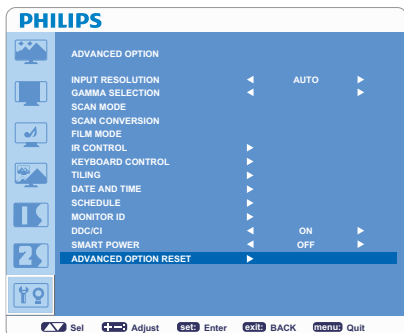 PHILIPS
ADVANCED OPTION
INPUT RESOLUTION AUTO
GAMMA SELECTION
SCAN MODE
SCAN CONVERSION
FILM MODE
IR CONTROL
KEYBOARD CONTROL
TILING
DATE AND TIME
SCHEDULE
MONITOR ID
DDC/CI ON
SMART POWER OFF
ADVANCED OPTION RESET
Sel Adjust set: Enter exit: BACK menu: Quit